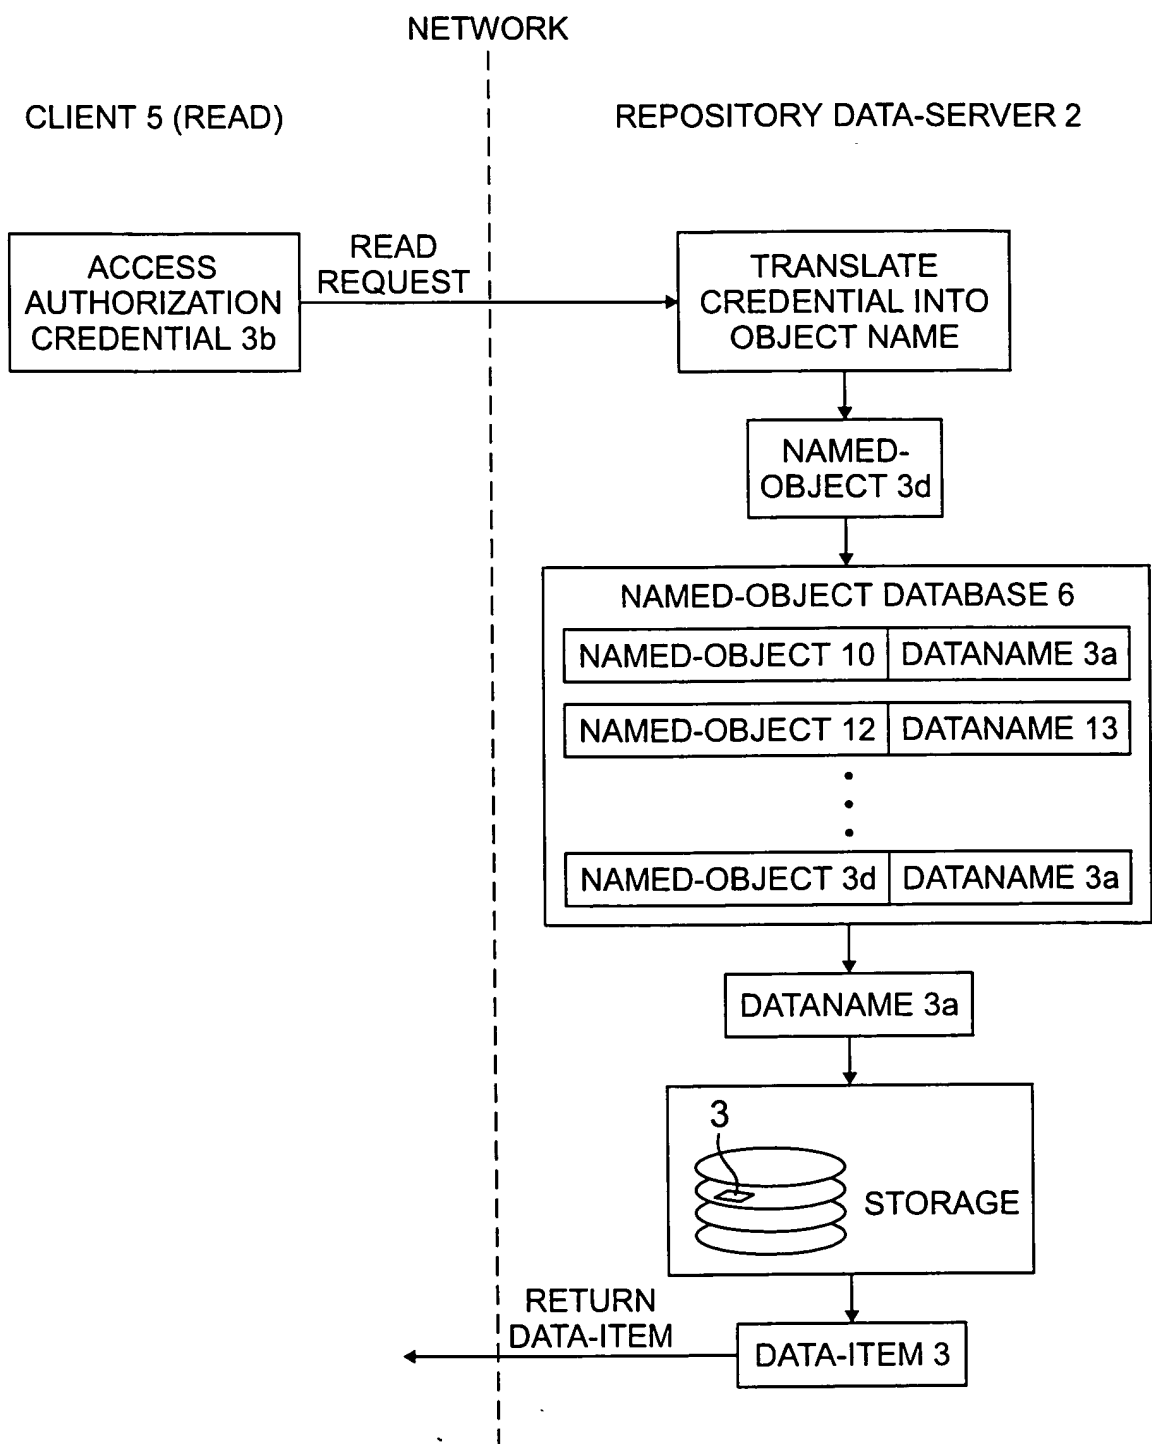 NETWORK
CLIENT 5 (READ)
REPOSITORY DATA-SERVER 2
ACCESS
AUTHORIZATION
CREDENTIAL 3b
READ
REQUEST
TRANSLATE
CREDENTIAL INTO
OBJECT NAME
NAMED-
OBJECT 3d
NAMED-OBJECT DATABASE 6
NAMED-OBJECT 10 DATANAME 3a
NAMED-OBJECT 12 DATANAME 13
NAMED-OBJECT 3d DATANAME 3a
DATANAME 3a
3
STORAGE
RETURN
DATA-ITEM
DATA-ITEM 3